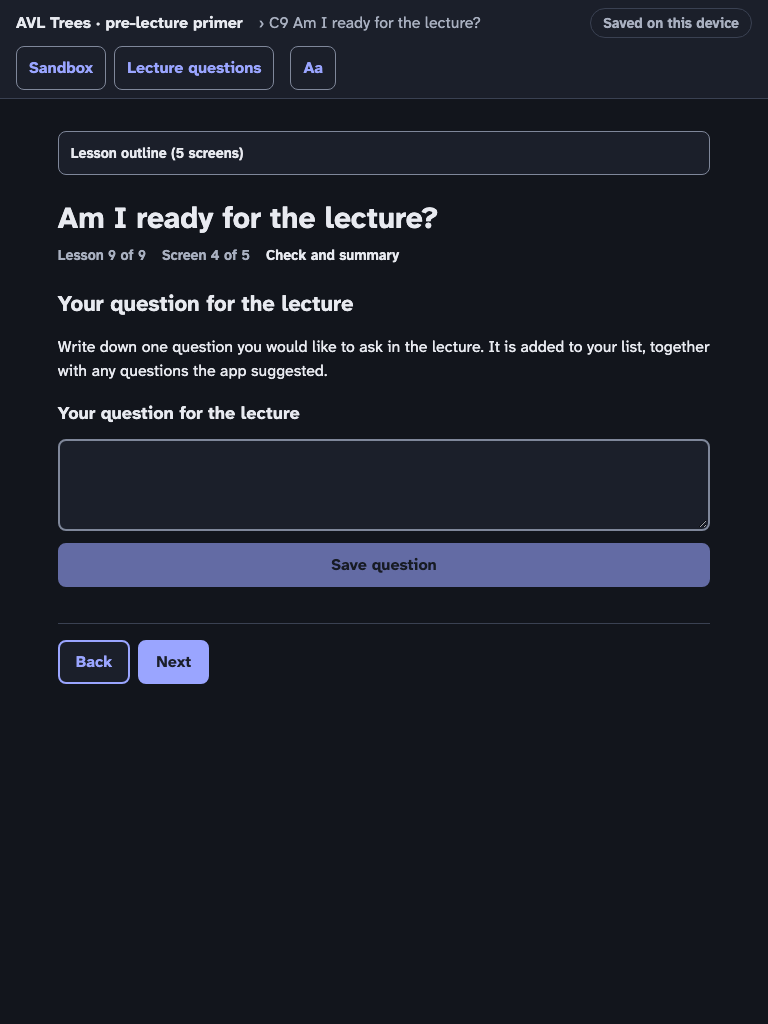 AVL Trees · pre-lecture primer › C9 Am I ready for the lecture? Saved on this device
Sandbox Lecture questions Aa
Lesson outline (5 screens)
Am I ready for the lecture?
Lesson 9 of 9 Screen 4 of 5 Check and summary
Your question for the lecture
Write down one question you would like to ask in the lecture. It is added to your list, together
with any questions the app suggested.
Your question for the lecture
Save question
Back Next